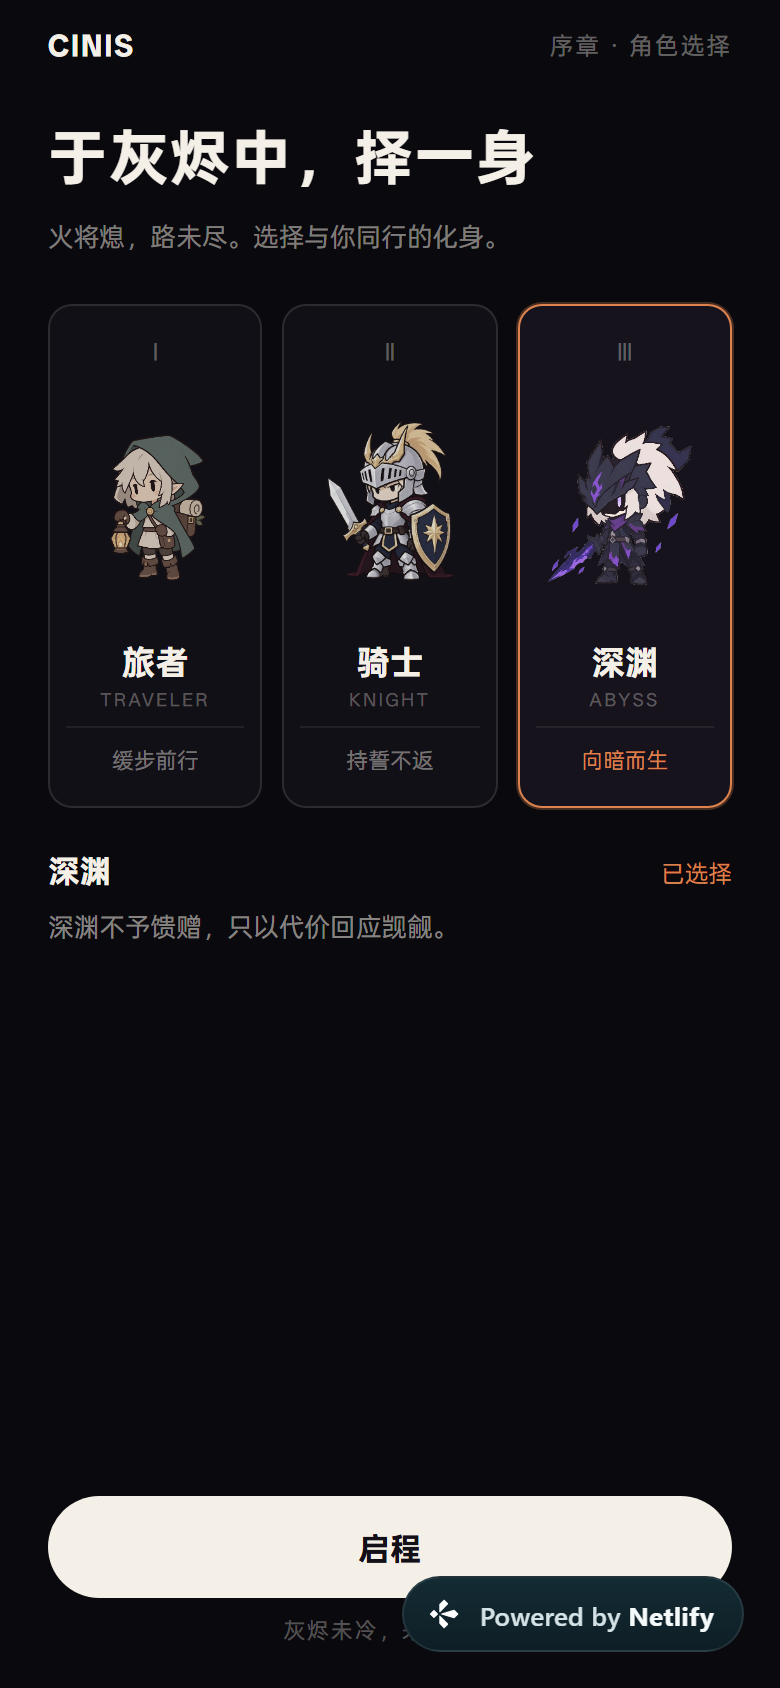 CINIS
序章 · 角色选择
于灰烬中，择一身
火将熄，路未尽。选择与你同行的化身。
I
II
III
旅者
骑士
深渊
TRAVELER
KNIGHT
ABYSS
缓步前行
持誓不返
向暗而生
深渊
已选择
深渊不予馈赠，只以代价回应觊觎。
启程
Powered by Netlify
灰烬未冷，